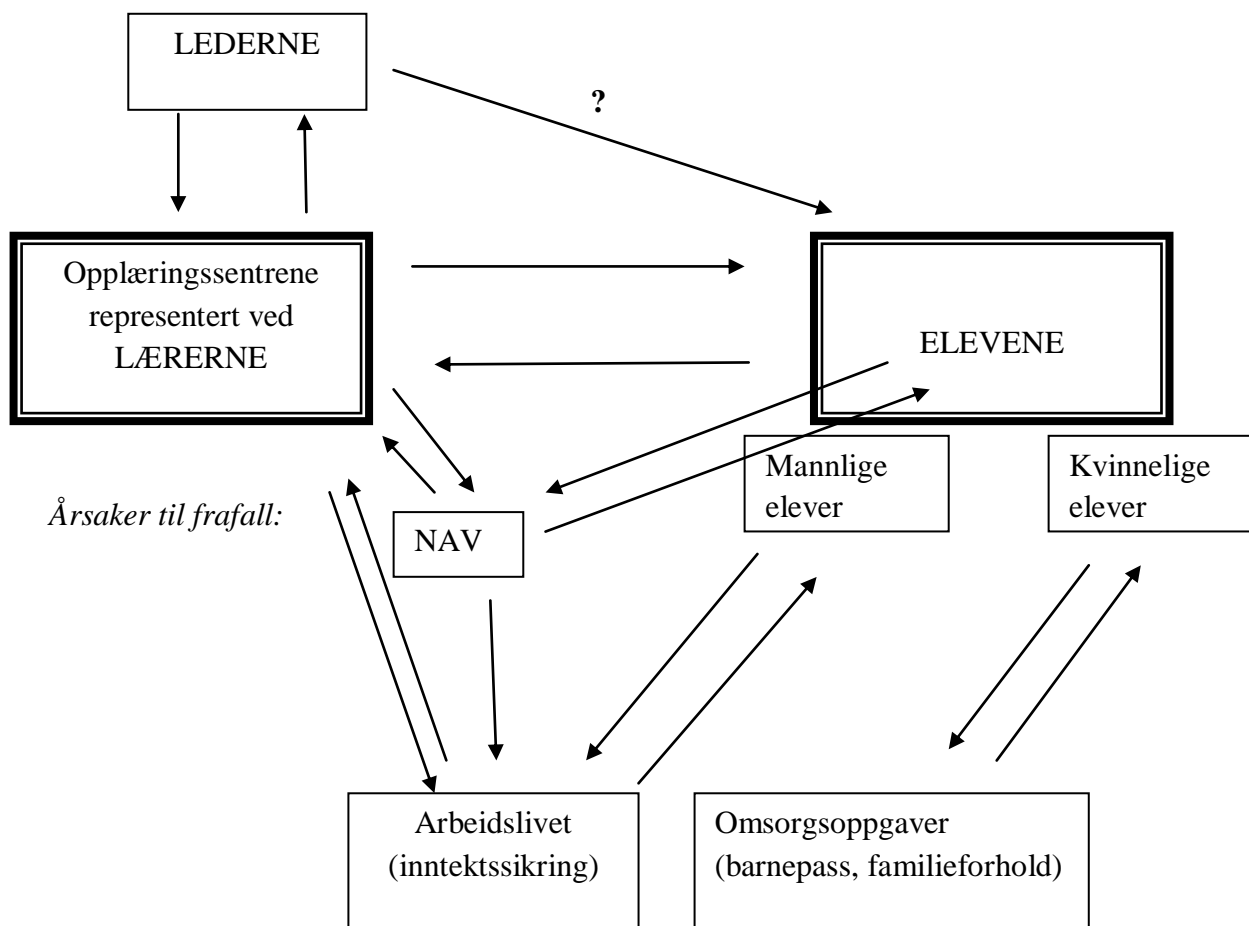 LEDERNE
?
Opplæringssentrene
representert ved
LÆRERNE
ELEVENE
Mannlige
elever
Kvinnelige
elever
Årsaker til frafall:
NAV
Arbeidslivet
(inntektssikring)
Omsorgsoppgaver
(barnepass, familieforhold)